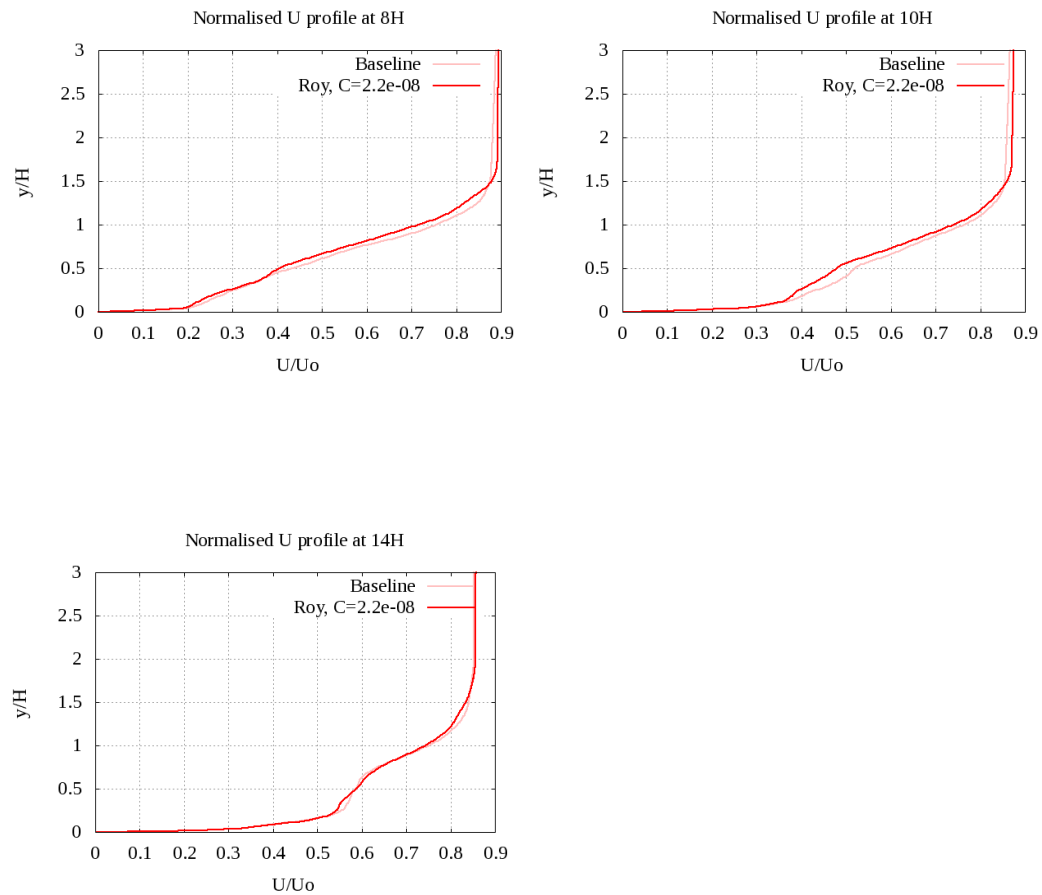 Normalised U profile at 8H
3
2.5
2
1.5
1
0.5
0
y/H
Baseline
Roy, C=2.2e-08
0 0.1 0.2 0.3 0.4 0.5 0.6 0.7 0.8 0.9
U/Uo
Normalised U profile at 10H
3
2.5
2
1.5
1
0.5
0
y/H
Baseline
Roy, C=2.2e-08
0 0.1 0.2 0.3 0.4 0.5 0.6 0.7 0.8 0.9
U/Uo
Normalised U profile at 14H
3
2.5
2
1.5
1
0.5
0
y/H
Baseline
Roy, C=2.2e-08
0 0.1 0.2 0.3 0.4 0.5 0.6 0.7 0.8 0.9
U/Uo